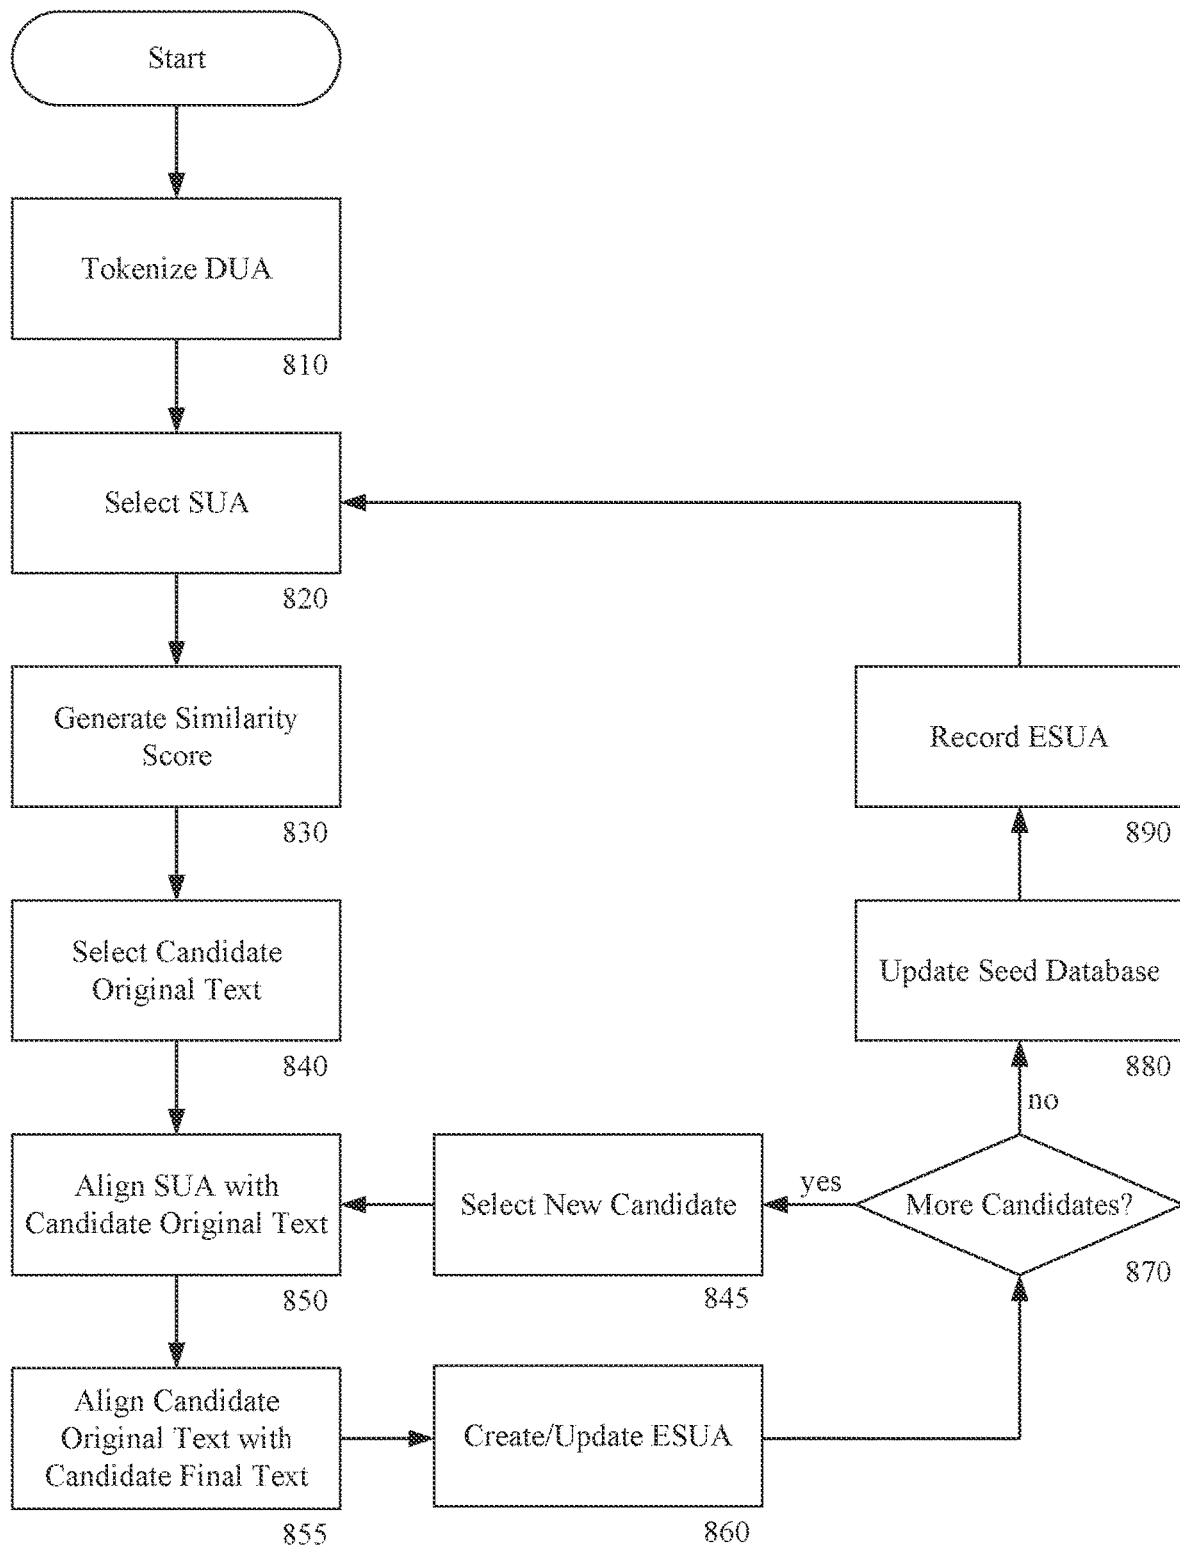 Start
Tokenize DUA
810
Select SUA
820
Generate Similarity
Score
830
Record ESUA
890
Select Candidate
Original Text
840
Update Seed Database
880
no
Align SUA with
Candidate Original Text
850
Select New Candidate
845
yes
More Candidates?
870
Align Candidate
Original Text with
Candidate Final Text
855
Create/Update ESUA
860